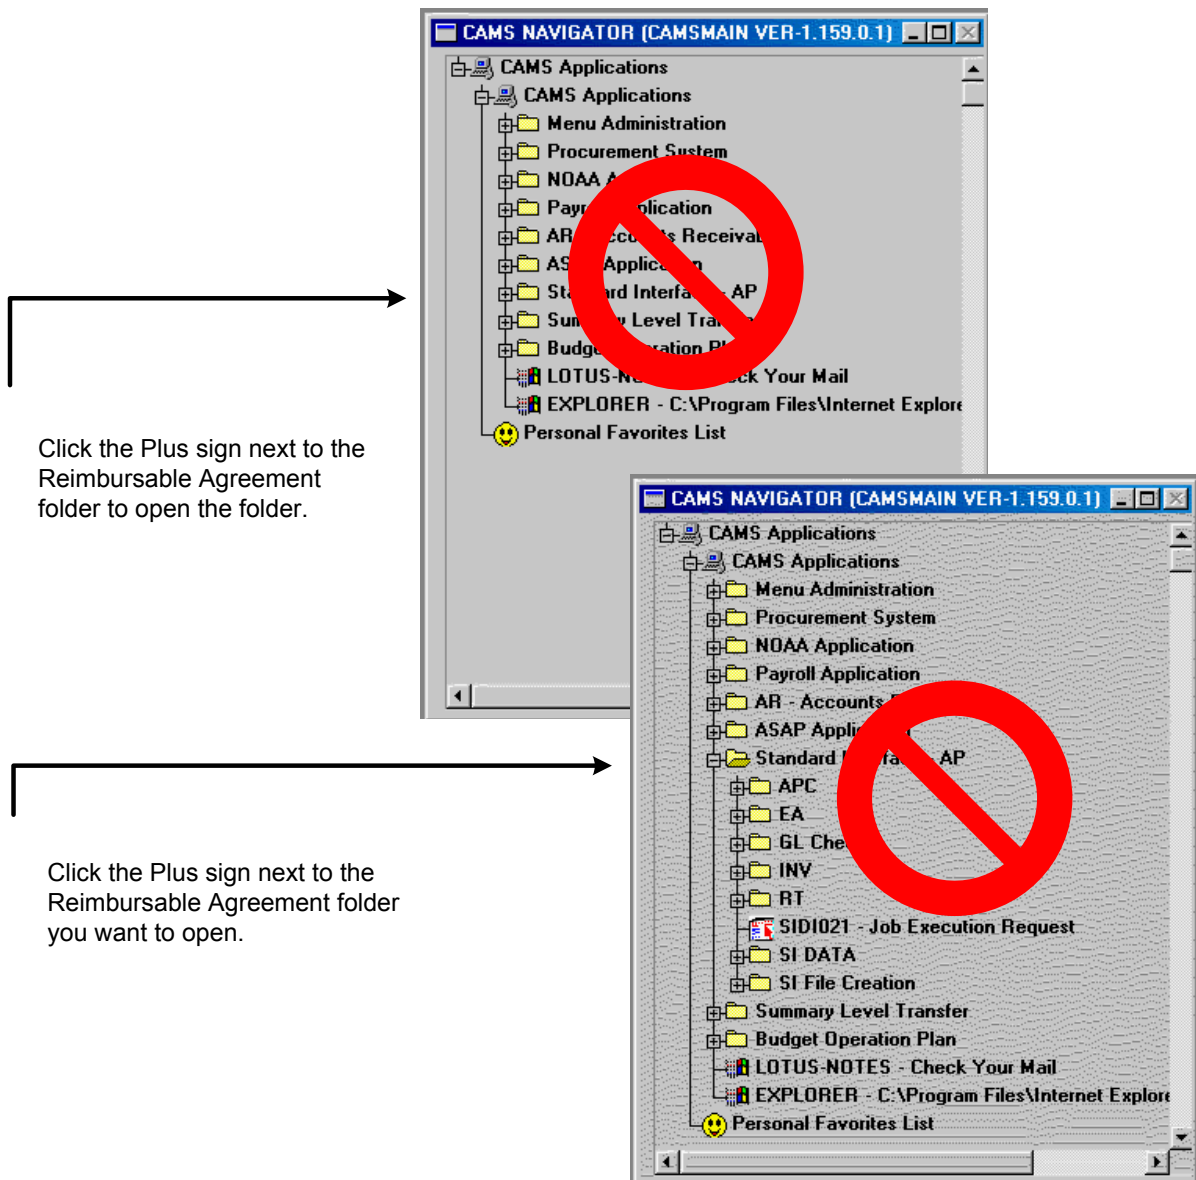 CAMS NAVIGATOR (CAMSMAIN VER-1.159.0.1)
CAMS Applications
CAMS Applications
Menu Administration
Procurement System
NOAA A
Payr plication
AR ccou s Receivab
AS Applica n
Sta rd Interfa - AP
Sum y Level Tran
Budge ration Pl
LOTUS-NO ck Your Mail
EXPLORER - C:\Program Files\Internet Explore
Personal Favorites List
Click the Plus sign next to the
Reimbursable Agreement
folder to open the folder.
CAMS NAVIGATOR (CAMSMAIN VER-1.159.0.1)
CAMS Applications
CAMS Applications
Menu Administration
Procurement System
NOAA Application
Payroll Application
AR - Accounts
ASAP Appli
Standard AP
APC
EA
GL Che
INV
RT
SIDI021 - Job Execution Request
SI DATA
SI File Creation
Summary Level Transfer
Budget Operation Plan
LOTUS-NOTES - Check Your Mail
EXPLORER - C:\Program Files\Internet Explore
Personal Favorites List
Click the Plus sign next to the
Reimbursable Agreement folder
you want to open.